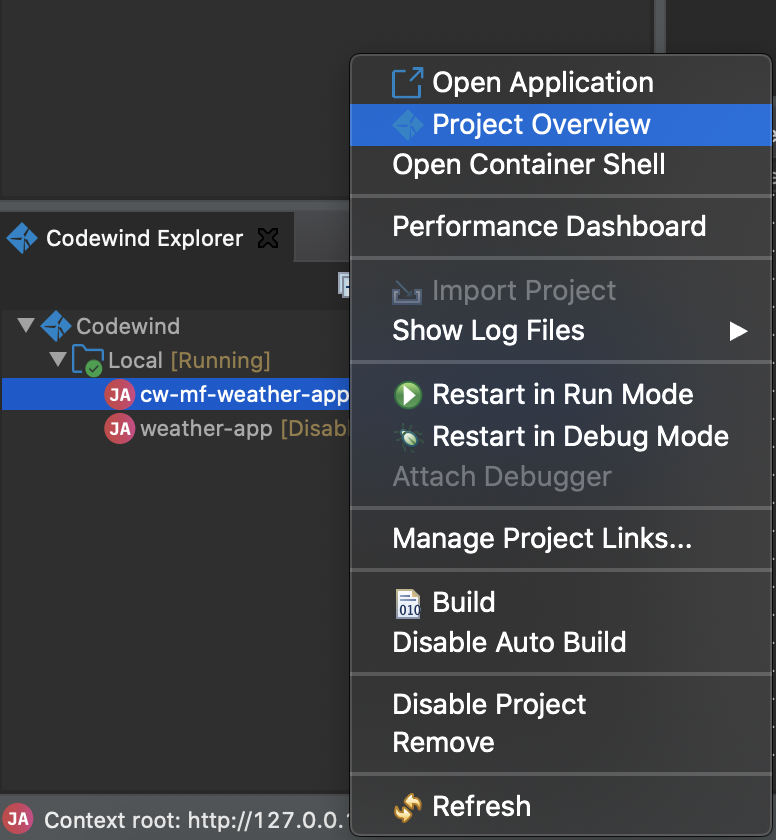 Open Application
Project Overview
Open Container Shell
Performance Dashboard
Import Project
Show Log Files
Restart in Run Mode
Restart in Debug Mode
Attach Debugger
Manage Project Links...
010 Build
Disable Auto Build
Disable Project
Remove
Refresh
Codewind Explorer
Codewind
Local [Running]
JA cw-mf-weather-app
JA weather-app [Disab
JA Context root: http://127.0.0.1